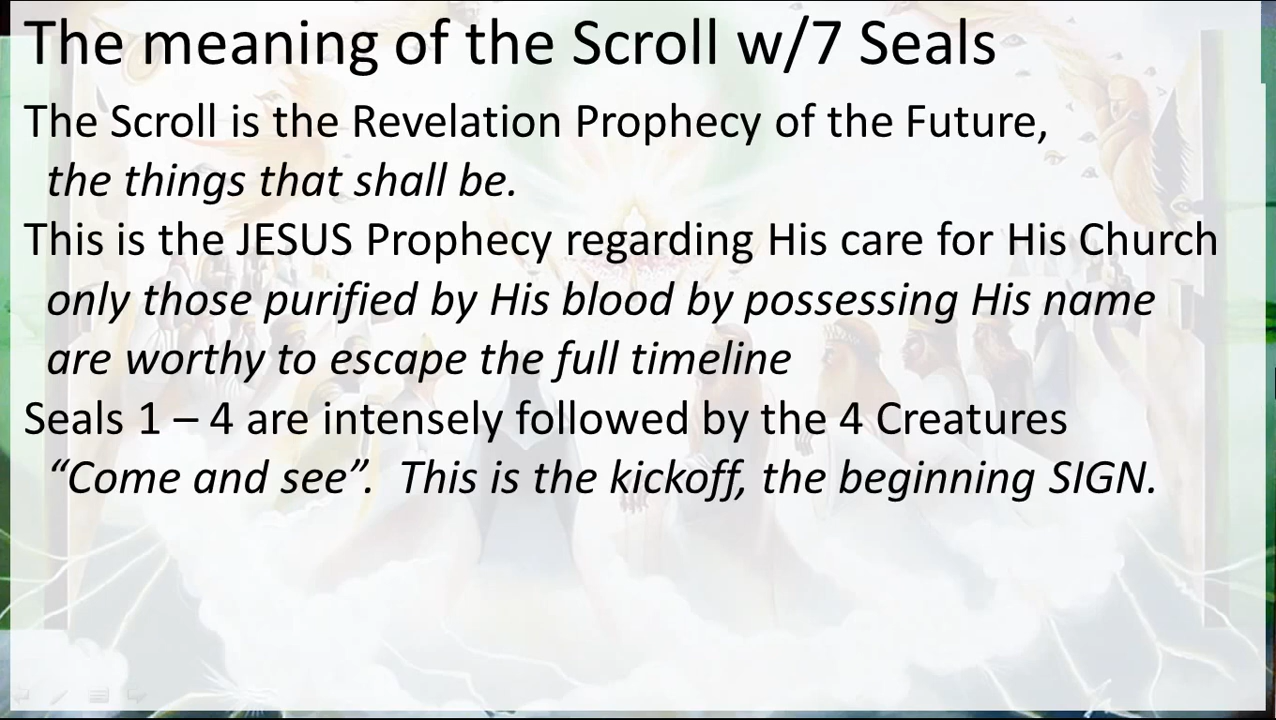 The meaning of the Scroll w/7 Seals
The Scroll is the Revelation Prophecy of the Future,
the things that shall be.
This is the JESUS Prophecy regarding His care for His Church
only those purified by His blood by possessing His name
are worthy to escape the full timeline
Seals 1 – 4 are intensely followed by the 4 Creatures
“Come and see”.  This is the kickoff, the beginning SIGN.